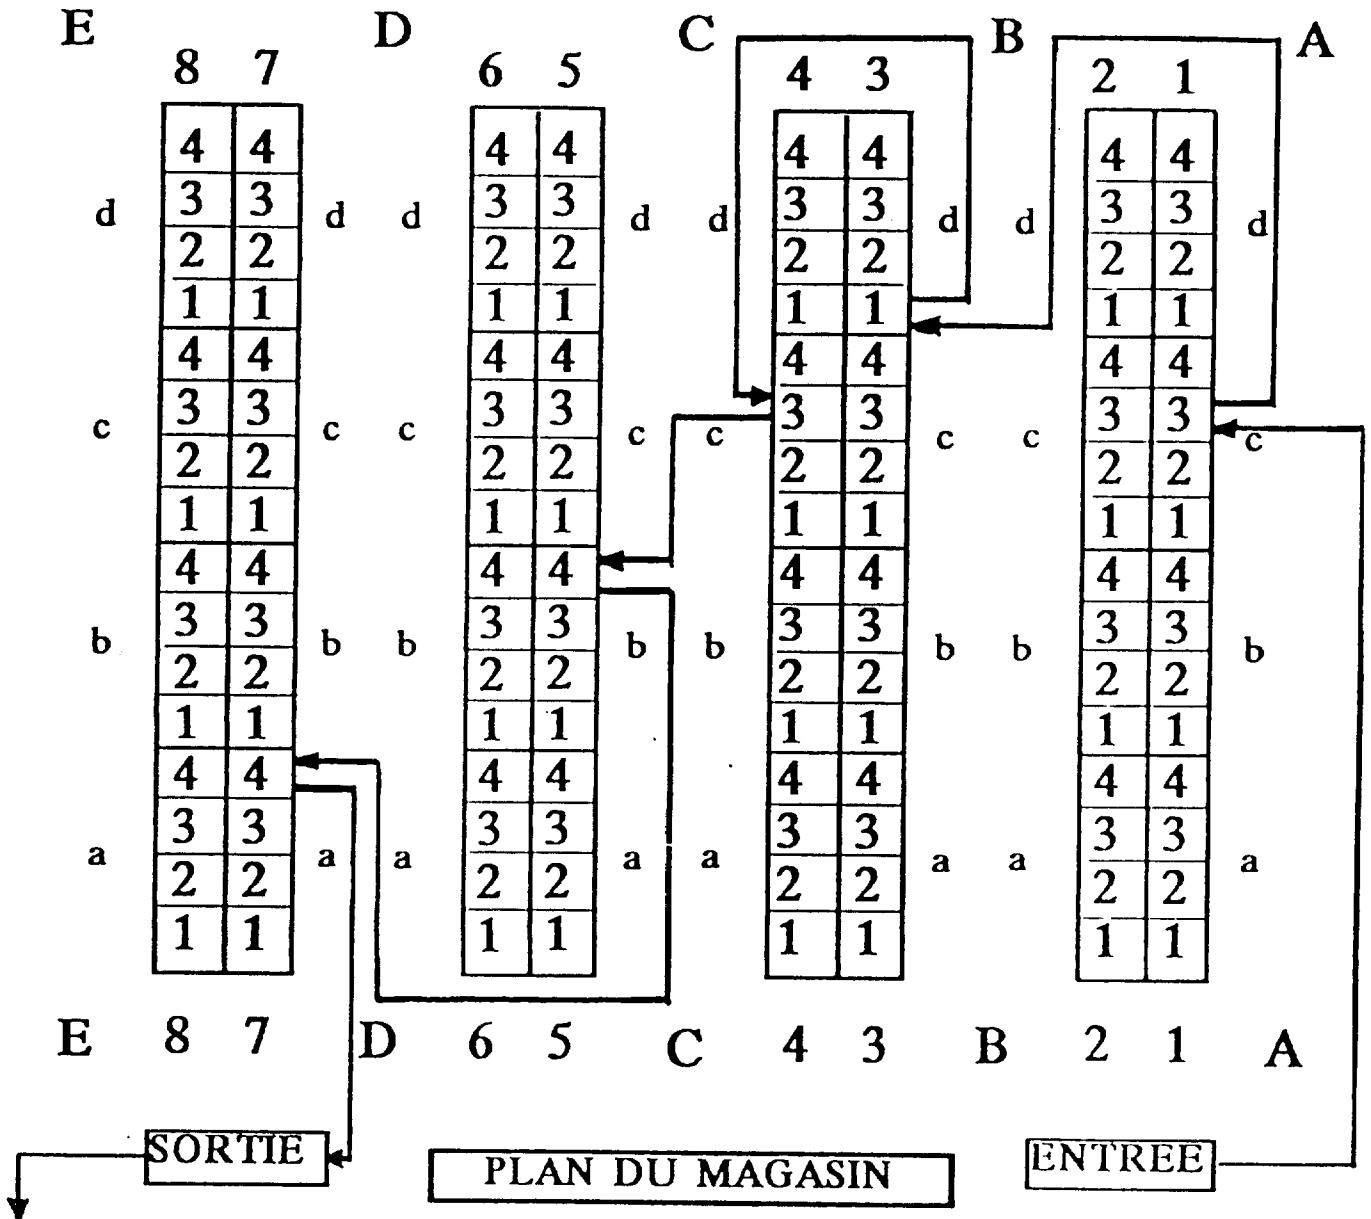 E D C B A
8 7 6 5 4 3 2 1
4 4 4 4 4 4 4 4
d 3 3 d d 3 3 d d 3 3 d d 3 3 d
2 2 2 2 2 2 2 2
1 1 1 1 1 1 1 1
4 4 4 4 4 4 4 4
c 3 3 c c 3 3 c c 3 3 c c 3 3 c
2 2 2 2 2 2 2 2
1 1 1 1 1 1 1 1
4 4 4 4 4 4 4 4
b 3 3 b b 3 3 b b 3 3 b b 3 3 b
2 2 2 2 2 2 2 2
1 1 1 1 1 1 1 1
4 4 4 4 4 4 4 4
a 3 3 a a 3 3 a a 3 3 a a 3 3 a
2 2 2 2 2 2 2 2
1 1 1 1 1 1 1 1
E 8 7 D 6 5 C 4 3 B 2 1 A
SORTIE PLAN DU MAGASIN ENTREE